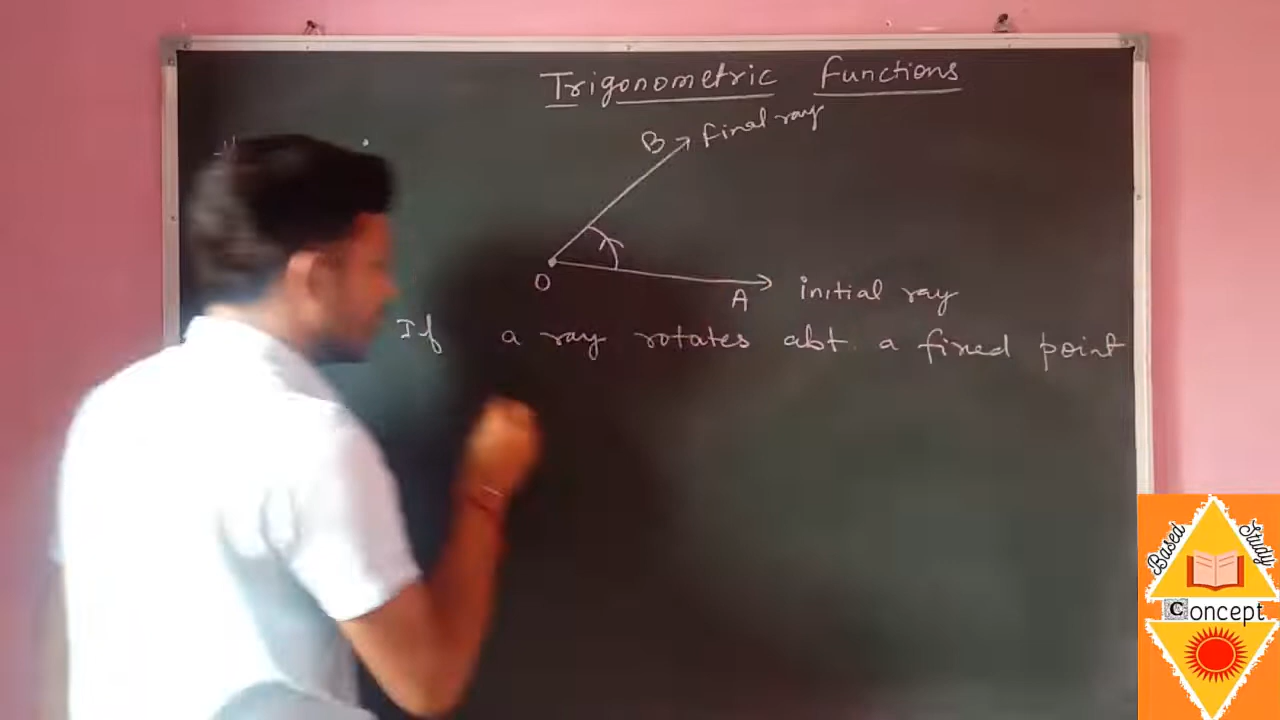 Trigonometric Functions
B final ray
O
A initial ray
If a ray rotates abt. a fixed point
Based Study
Concept